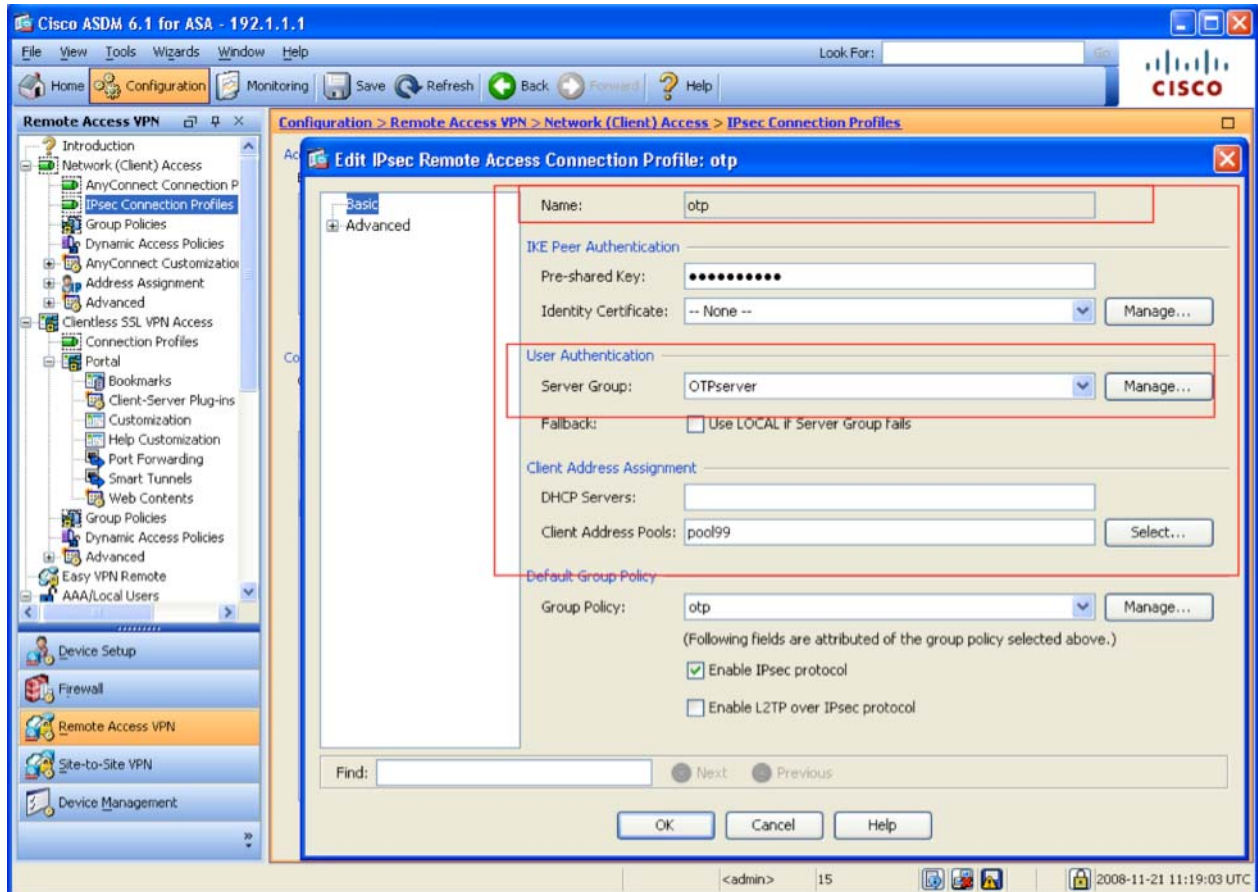 Cisco ASDM 6.1 for ASA - 192.1.1.1
File View Tools Wizards Window Help
Look For:
Go
Home Configuration Monitoring Save Refresh Back Forward Help
CISCO
Remote Access VPN
Introduction
Network (Client) Access
AnyConnect Connection P
IPsec Connection Profiles
Group Policies
Dynamic Access Policies
AnyConnect Customization
Address Assignment
Advanced
Clientless SSL VPN Access
Connection Profiles
Portal
Bookmarks
Client-Server Plug-ins
Customization
Help Customization
Port Forwarding
Smart Tunnels
Web Contents
Group Policies
Dynamic Access Policies
Advanced
Easy VPN Remote
AAA/Local Users
Device Setup
Firewall
Remote Access VPN
Site-to-Site VPN
Device Management
Configuration > Remote Access VPN > Network (Client) Access > IPsec Connection Profiles
Ac
Co
Edit IPsec Remote Access Connection Profile: otp
Basic
Advanced
Name: otp
IKE Peer Authentication
Pre-shared Key: ••••••••••
Identity Certificate: -- None -- Manage...
User Authentication
Server Group: OTPserver Manage...
Fallback: Use LOCAL if Server Group fails
Client Address Assignment
DHCP Servers:
Client Address Pools: pool99 Select...
Default Group Policy
Group Policy: otp Manage...
(Following fields are attributed of the group policy selected above.)
Enable IPsec protocol
Enable L2TP over IPsec protocol
Find: Next Previous
OK Cancel Help
<admin> 15 2008-11-21 11:19:03 UTC